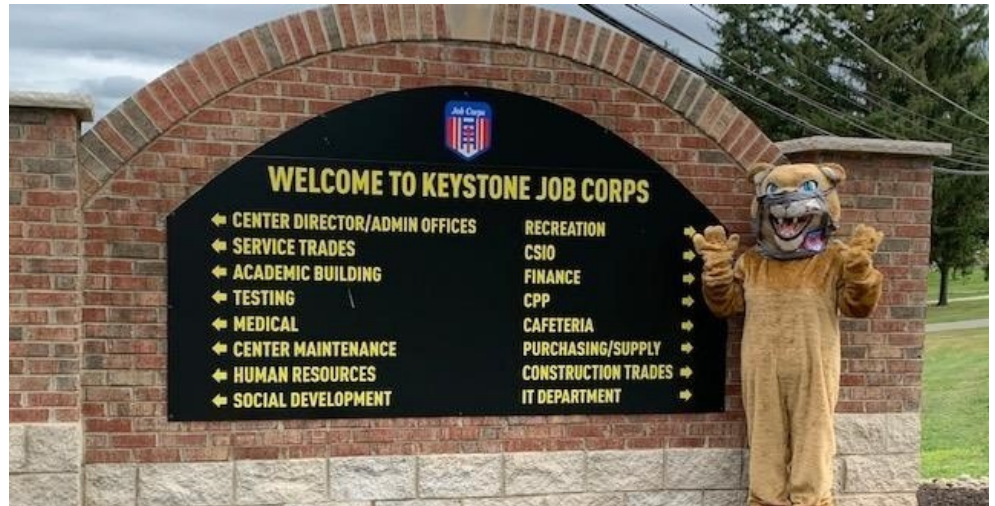 Job Corps
WELCOME TO KEYSTONE JOB CORPS
CENTER DIRECTOR/ADMIN OFFICES
SERVICE TRADES
ACADEMIC BUILDING
TESTING
MEDICAL
CENTER MAINTENANCE
HUMAN RESOURCES
SOCIAL DEVELOPMENT
RECREATION
CSIO
FINANCE
CPP
CAFETERIA
PURCHASING/SUPPLY
CONSTRUCTION TRADES
IT DEPARTMENT